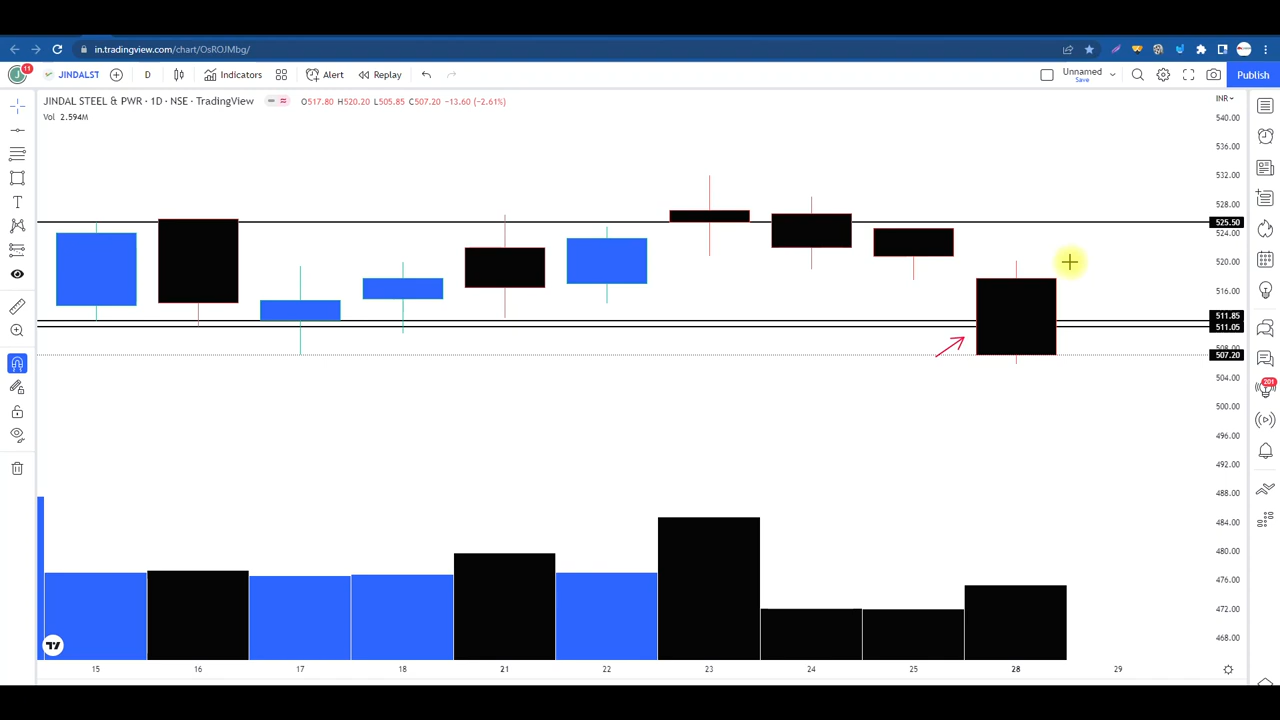 in.tradingview.com/chart/OsROJMbg/
11
JINDALST
D
Indicators
Alert
Replay
Unnamed
Save
Publish
JINDAL STEEL & PWR · 1D · NSE · TradingView
O517.80 H520.20 L505.85 C507.20 −13.60 (−2.61%)
INR
Vol 2.594M
540.00
536.00
532.00
528.00
525.50
524.00
520.00
516.00
511.85
511.05
508.00
507.20
504.00
201
500.00
496.00
492.00
488.00
484.00
480.00
476.00
472.00
468.00
15 16 17 18 21 22 23 24 25 28 29